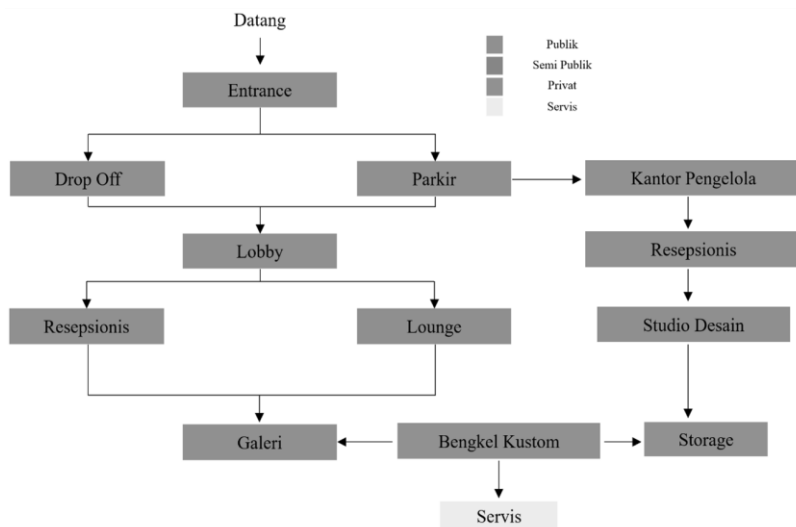 Datang
Publik
Semi Publik
Privat
Servis
Entrance
Drop Off
Parkir
Kantor Pengelola
Lobby
Resepsionis
Resepsionis
Lounge
Studio Desain
Galeri
Bengkel Kustom
Storage
Servis